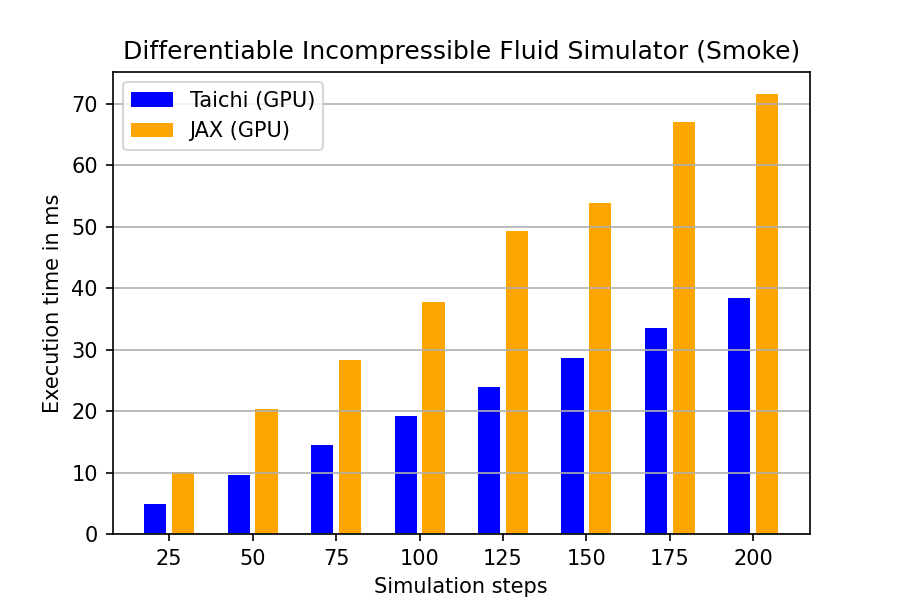 Differentiable Incompressible Fluid Simulator (Smoke)
Taichi (GPU)
JAX (GPU)
Execution time in ms
70
60
50
40
30
20
10
0
25 50 75 100 125 150 175 200
Simulation steps